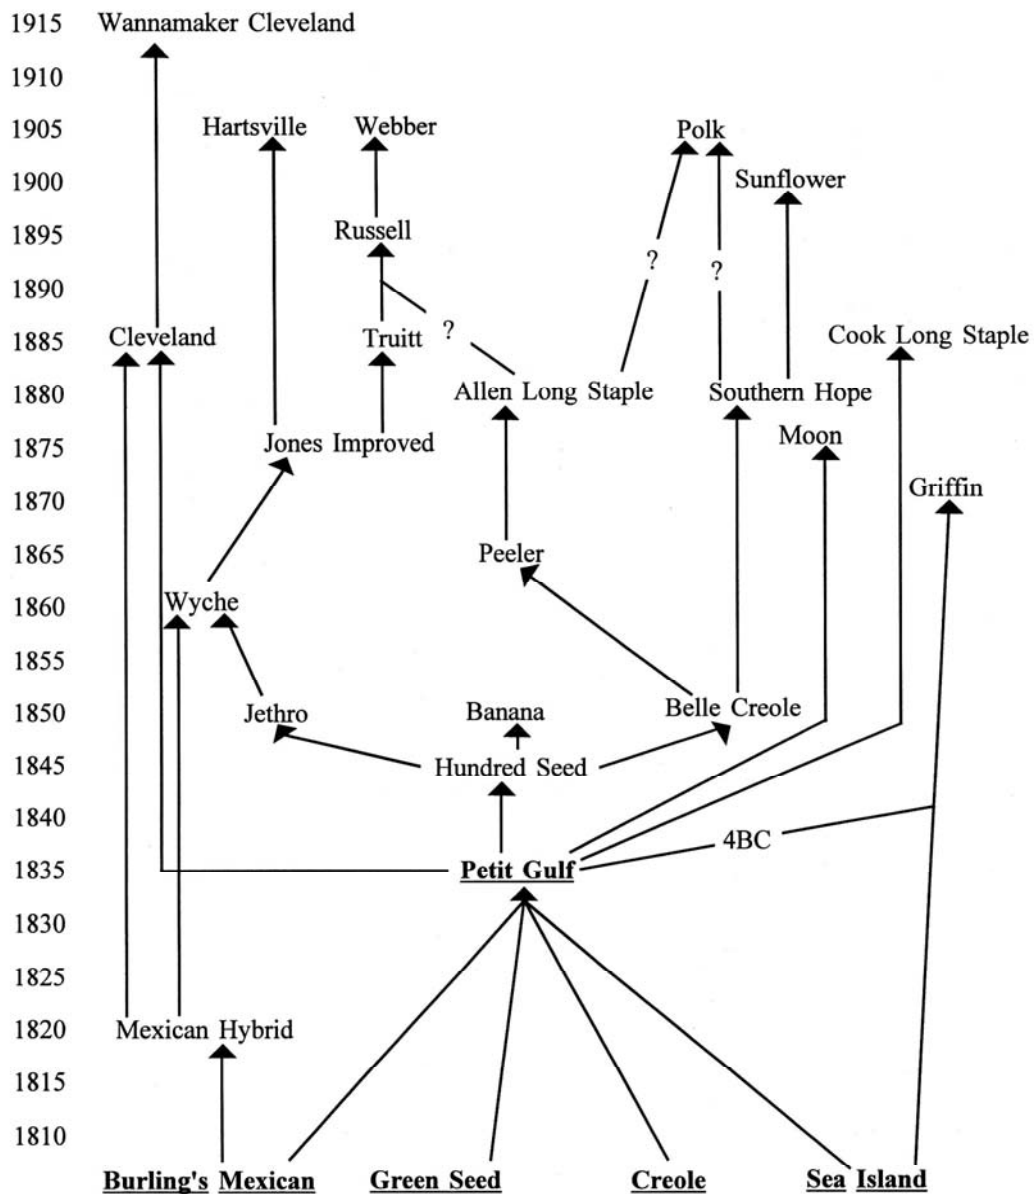 1915 Wannamaker Cleveland
1910
1905 Hartsville Webber Polk
1900 Sunflower
1895 Russell
? ?
1890
? 
1885 Cleveland Truitt Cook Long Staple
1880 Allen Long Staple Southern Hope
1875 Jones Improved Moon
1870 Griffin
1865 Peeler
1860 Wyche
1855
1850 Jethro Banana Belle Creole
1845 Hundred Seed
1840
4BC
1835 Petit Gulf
1830
1825
1820 Mexican Hybrid
1815
1810
Burling's Mexican Green Seed Creole Sea Island